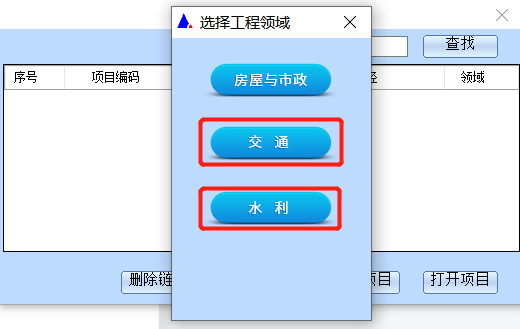 选择工程领域
查找
序号 项目编码 径 领域
房屋与市政
交 通
水 利
删除链 项目 打开项目